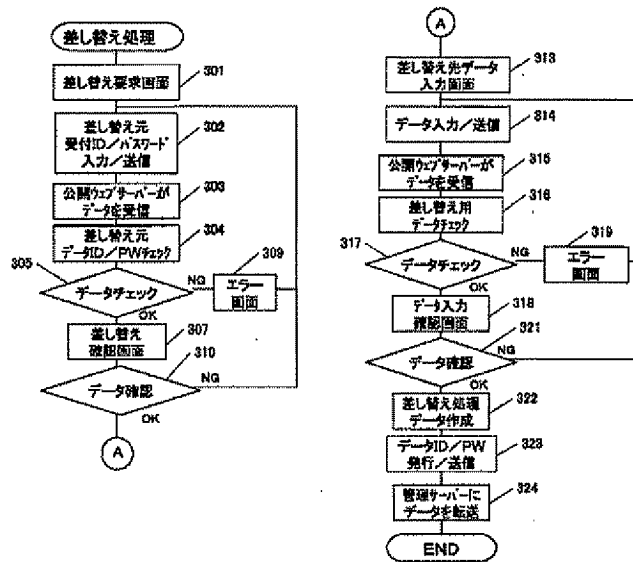 差し替え処理
差し替え要求画面
301
差し替え元
受付ID/パスワード
入力/送信
302
公開ウェブサーバーが
データを受信
303
差し替え元
データID/PWチェック
304
305
データチェック
NG
309
エラー
画面
OK
差し替え
確認画面
307
310
データ確認
NG
OK
A
A
差し替え先データ
入力画面
313
データ入力/送信
314
公開ウェブサーバーが
データを受信
315
差し替え用
データチェック
316
317
データチェック
NG
319
エラー
画面
OK
データ入力
確認画面
318
321
データ確認
NG
OK
差し替え処理
データ作成
322
データID/PW
発行/送信
323
管理サーバーに
データを転送
324
END